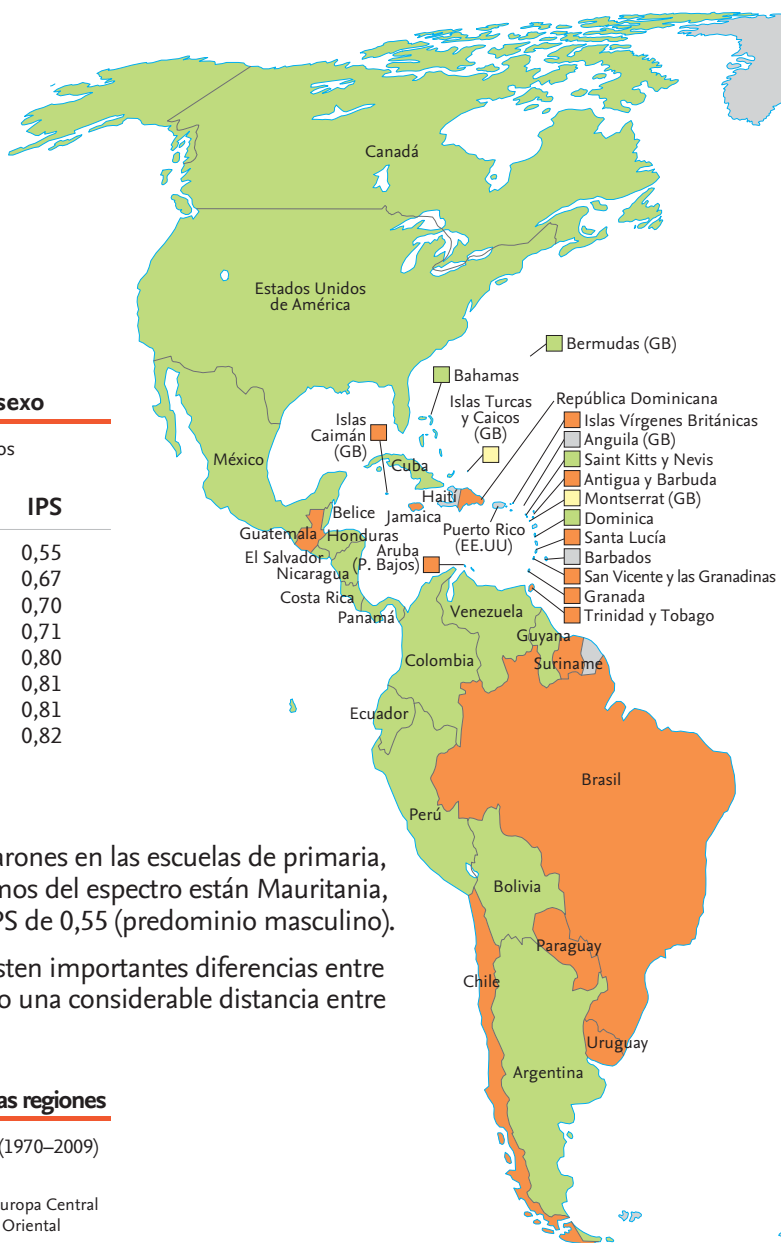 Canadá
Estados Unidos
de América
Bermudas (GB)
Bahamas
sexo
os
IPS
0,55
0,67
0,70
0,71
0,80
0,81
0,81
0,82
Islas
Caimán
(GB)
Islas Turcas
y Caicos
(GB)
República Dominicana
Islas Vírgenes Británicas
Anguila (GB)
Saint Kitts y Nevis
Antigua y Barbuda
Montserrat (GB)
Dominica
Santa Lucía
Barbados
San Vicente y las Granadinas
Granada
Trinidad y Tobago
México
Cuba
Haití
Belice
Jamaica
Puerto Rico
(EE.UU)
Guatemala
Honduras
El Salvador
Nicaragua
Aruba
(P. Bajos)
Costa Rica
Panamá
Venezuela
Guyana
Suriname
Colombia
Ecuador
Brasil
Perú
Bolivia
Paraguay
Chile
Uruguay
Argentina
arones en las escuelas de primaria,
mos del espectro están Mauritania,
PS de 0,55 (predominio masculino).
sten importantes diferencias entre
o una considerable distancia entre
as regiones
(1970–2009)
uropa Central
Oriental